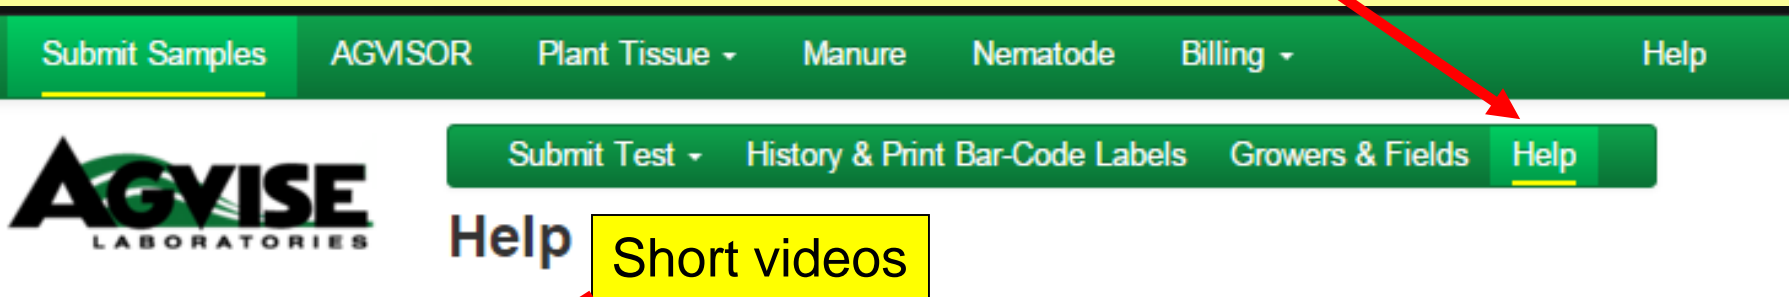 Submit Samples AGVISOR Plant Tissue Manure Nematode Billing Help
Submit Test History & Print Bar-Code Labels Growers & Fields Help
AGVISE
LABORATORIES
Help
Short videos